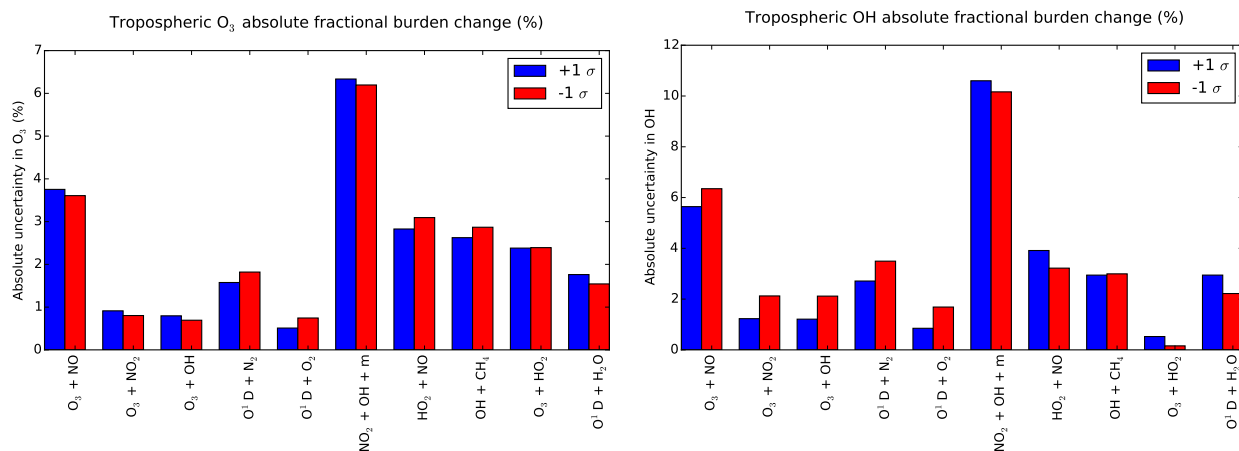 Tropospheric O₃ absolute fractional burden change (%)
Absolute uncertainty in O₃ (%)
7
6
5
4
3
2
1
0
+1 σ
-1 σ
O₃ + NO
O₃ + NO₂
O₃ + OH
O¹ D + N₂
O¹ D + O₂
NO₂ + OH + m
HO₂ + NO
OH + CH₄
O₃ + HO₂
O¹ D + H₂O
Tropospheric OH absolute fractional burden change (%)
Absolute uncertainty in OH
12
10
8
6
4
2
0
+1 σ
-1 σ
O₃ + NO
O₃ + NO₂
O₃ + OH
O¹ D + N₂
O¹ D + O₂
NO₂ + OH + m
HO₂ + NO
OH + CH₄
O₃ + HO₂
O¹ D + H₂O